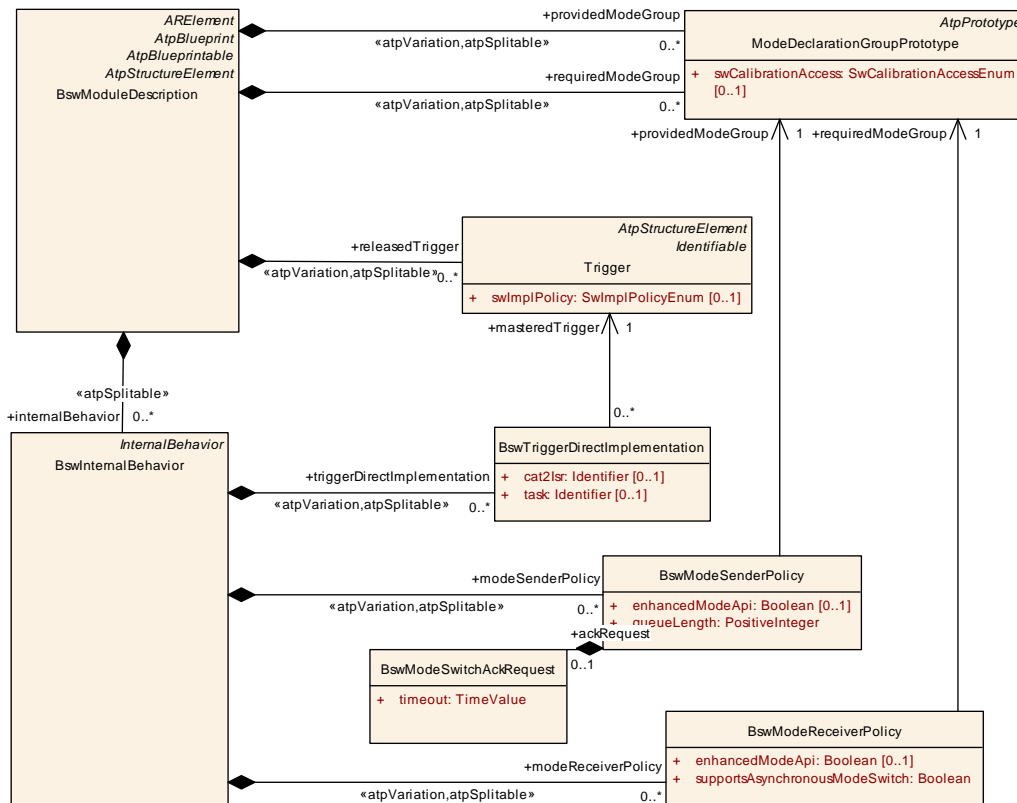 ARElement
AtpBlueprint
AtpBlueprintable
AtpStructureElement
BswModuleDescription
+providedModeGroup
«atpVariation,atpSplitable»
0..*
+requiredModeGroup
«atpVariation,atpSplitable»
0..*
AtpPrototype
ModeDeclarationGroupPrototype
+ swCalibrationAccess: SwCalibrationAccessEnum
[0..1]
+providedModeGroup 1
+requiredModeGroup 1
+releasedTrigger
«atpVariation,atpSplitable» 0..*
AtpStructureElement
Identifiable
Trigger
+ swImplPolicy: SwImplPolicyEnum [0..1]
+masteredTrigger 1
0..*
«atpSplitable»
+internalBehavior 0..*
InternalBehavior
BswInternalBehavior
+triggerDirectImplementation
«atpVariation,atpSplitable» 0..*
BswTriggerDirectImplementation
+ cat2Isr: Identifier [0..1]
+ task: Identifier [0..1]
+modeSenderPolicy
«atpVariation,atpSplitable» 0..*
BswModeSenderPolicy
+ enhancedModeApi: Boolean [0..1]
+ queueLength: PositiveInteger
+ackRequest
0..1
BswModeSwitchAckRequest
+ timeout: TimeValue
+modeReceiverPolicy
«atpVariation,atpSplitable» 0..*
BswModeReceiverPolicy
+ enhancedModeApi: Boolean [0..1]
+ supportsAsynchronousModeSwitch: Boolean